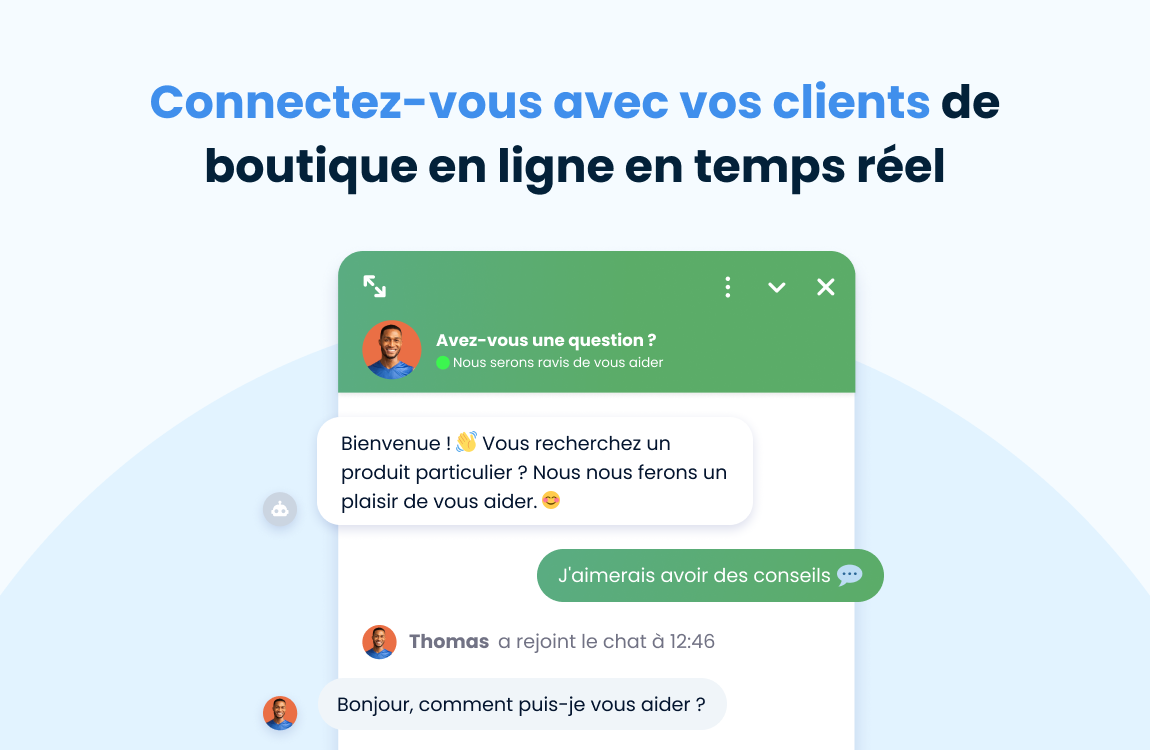 Connectez-vous avec vos clients de
boutique en ligne en temps réel
Avez-vous une question ?
Nous serons ravis de vous aider
Bienvenue ! 👋 Vous recherchez un
produit particulier ? Nous nous ferons un
plaisir de vous aider. 😊
J'aimerais avoir des conseils 💬
Thomas a rejoint le chat à 12:46
Bonjour, comment puis-je vous aider ?